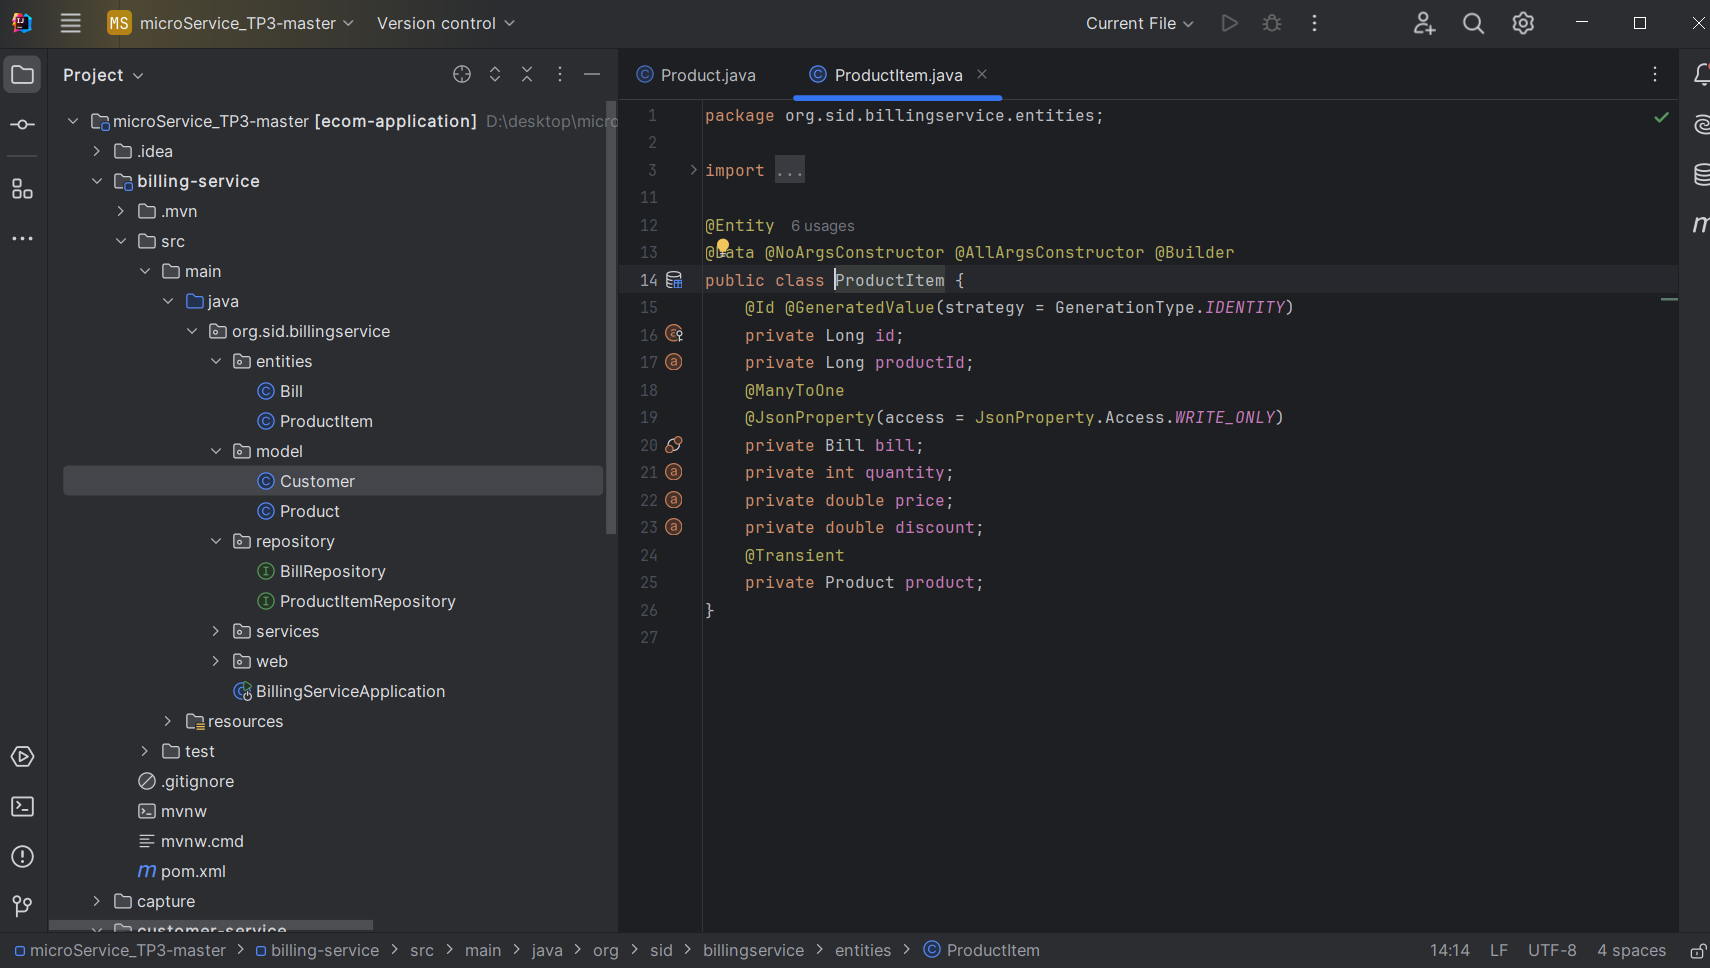 MS microService_TP3-master Version control Current File
Project
Product.java ProductItem.java
microService_TP3-master [ecom-application] D:\desktop\micro
.idea
billing-service
.mvn
src
main
java
org.sid.billingservice
entities
Bill
ProductItem
model
Customer
Product
repository
BillRepository
ProductItemRepository
services
web
BillingServiceApplication
resources
test
.gitignore
mvnw
mvnw.cmd
pom.xml
capture
customer-service
1 package org.sid.billingservice.entities;
2
3 import ...
11
12 @Entity 6 usages
13 @Data @NoArgsConstructor @AllArgsConstructor @Builder
14 public class ProductItem {
15 @Id @GeneratedValue(strategy = GenerationType.IDENTITY)
16 private Long id;
17 private Long productId;
18 @ManyToOne
19 @JsonProperty(access = JsonProperty.Access.WRITE_ONLY)
20 private Bill bill;
21 private int quantity;
22 private double price;
23 private double discount;
24 @Transient
25 private Product product;
26 }
27
microService_TP3-master > billing-service > src > main > java > org > sid > billingservice > entities > ProductItem 14:14 LF UTF-8 4 spaces